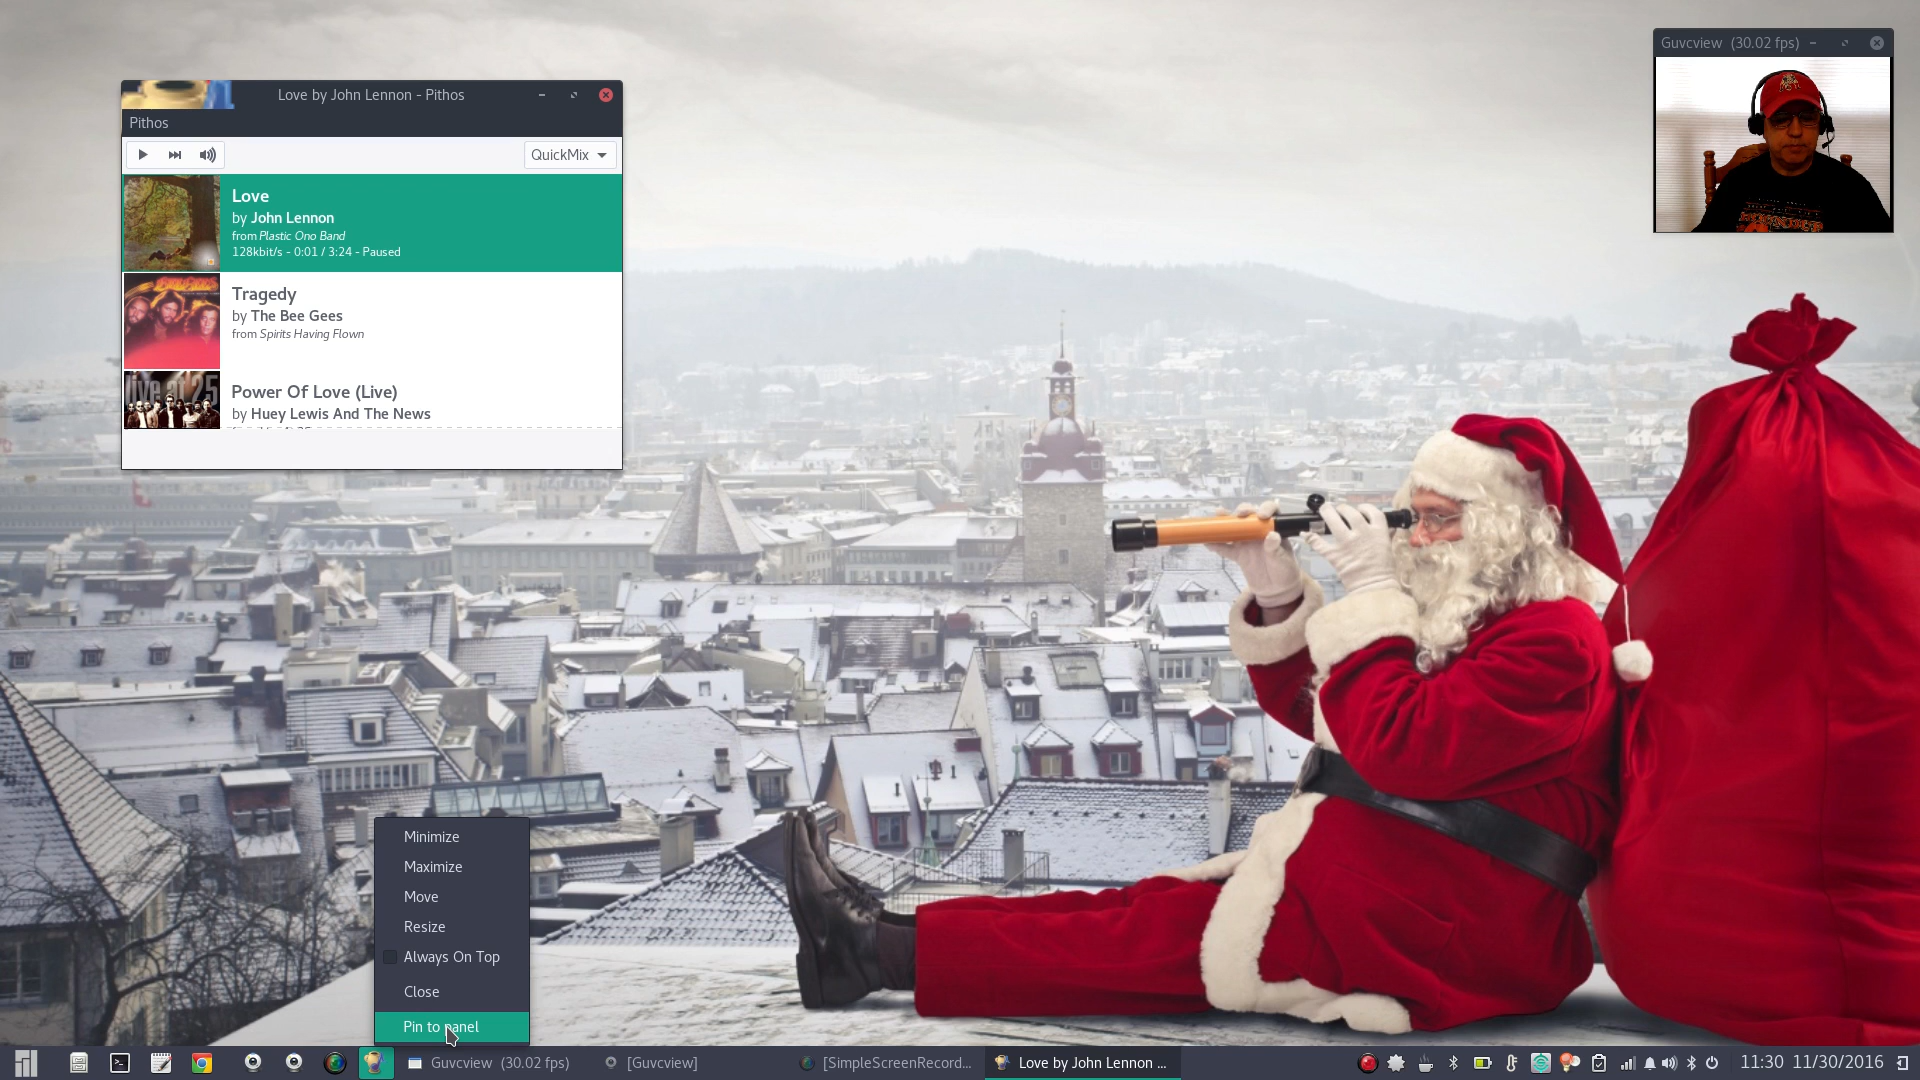 Guvcview (30.02 fps)
Love by John Lennon - Pithos
Pithos
QuickMix
Love
by John Lennon
from Plastic Ono Band
128kbit/s - 0:01 / 3:24 - Paused
Tragedy
by The Bee Gees
from Spirits Having Flown
live at 25
Power Of Love (Live)
by Huey Lewis And The News
Minimize
Maximize
Move
Resize
Always On Top
Close
Pin to panel
Guvcview (30.02 fps)
[Guvcview]
[SimpleScreenRecord...
Love by John Lennon ...
11:30 11/30/2016